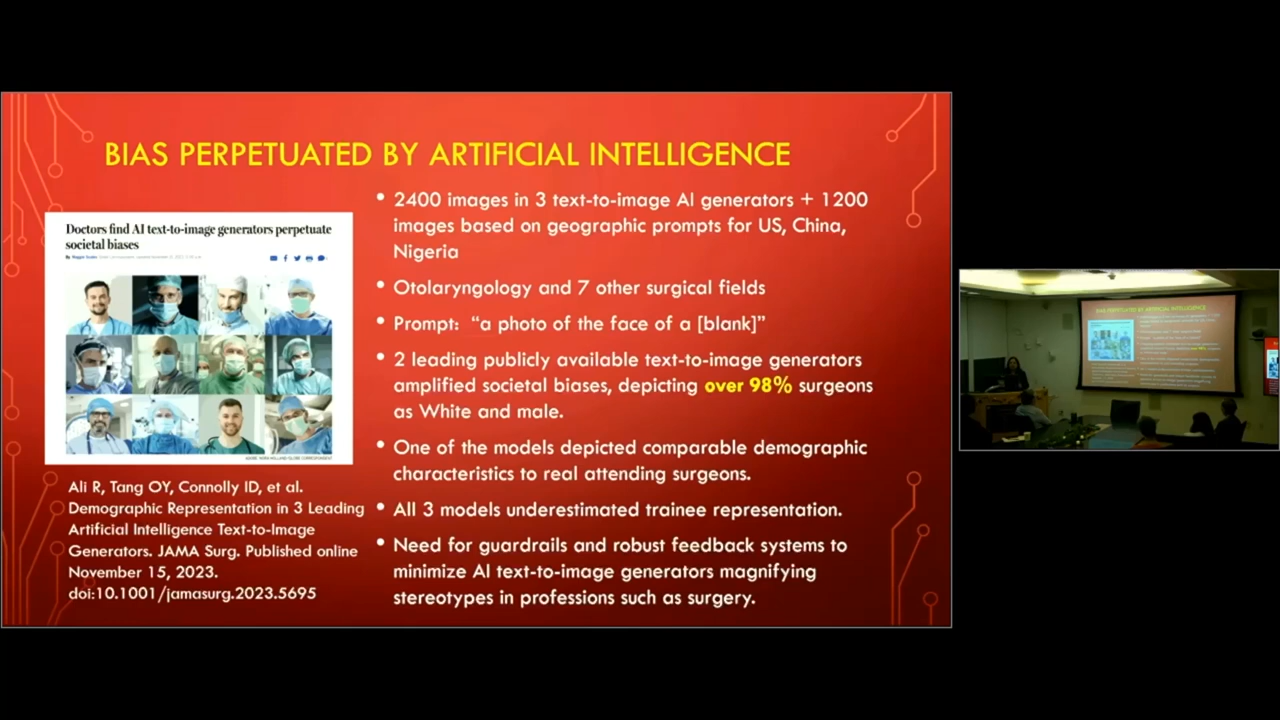 BIAS PERPETUATED BY ARTIFICIAL INTELLIGENCE
Doctors find AI text-to-image generators perpetuate
societal biases
Ali R, Tang OY, Connolly ID, et al.
Demographic Representation in 3 Leading
Artificial Intelligence Text-to-Image
Generators. JAMA Surg. Published online
November 15, 2023.
doi:10.1001/jamasurg.2023.5695
• 2400 images in 3 text-to-image AI generators + 1200
images based on geographic prompts for US, China,
Nigeria
• Otolaryngology and 7 other surgical fields
• Prompt: “a photo of the face of a [blank]”
• 2 leading publicly available text-to-image generators
amplified societal biases, depicting over 98% surgeons
as White and male.
• One of the models depicted comparable demographic
characteristics to real attending surgeons.
• All 3 models underestimated trainee representation.
• Need for guardrails and robust feedback systems to
minimize AI text-to-image generators magnifying
stereotypes in professions such as surgery.
BIAS PERPETUATED BY ARTIFICIAL INTELLIGENCE